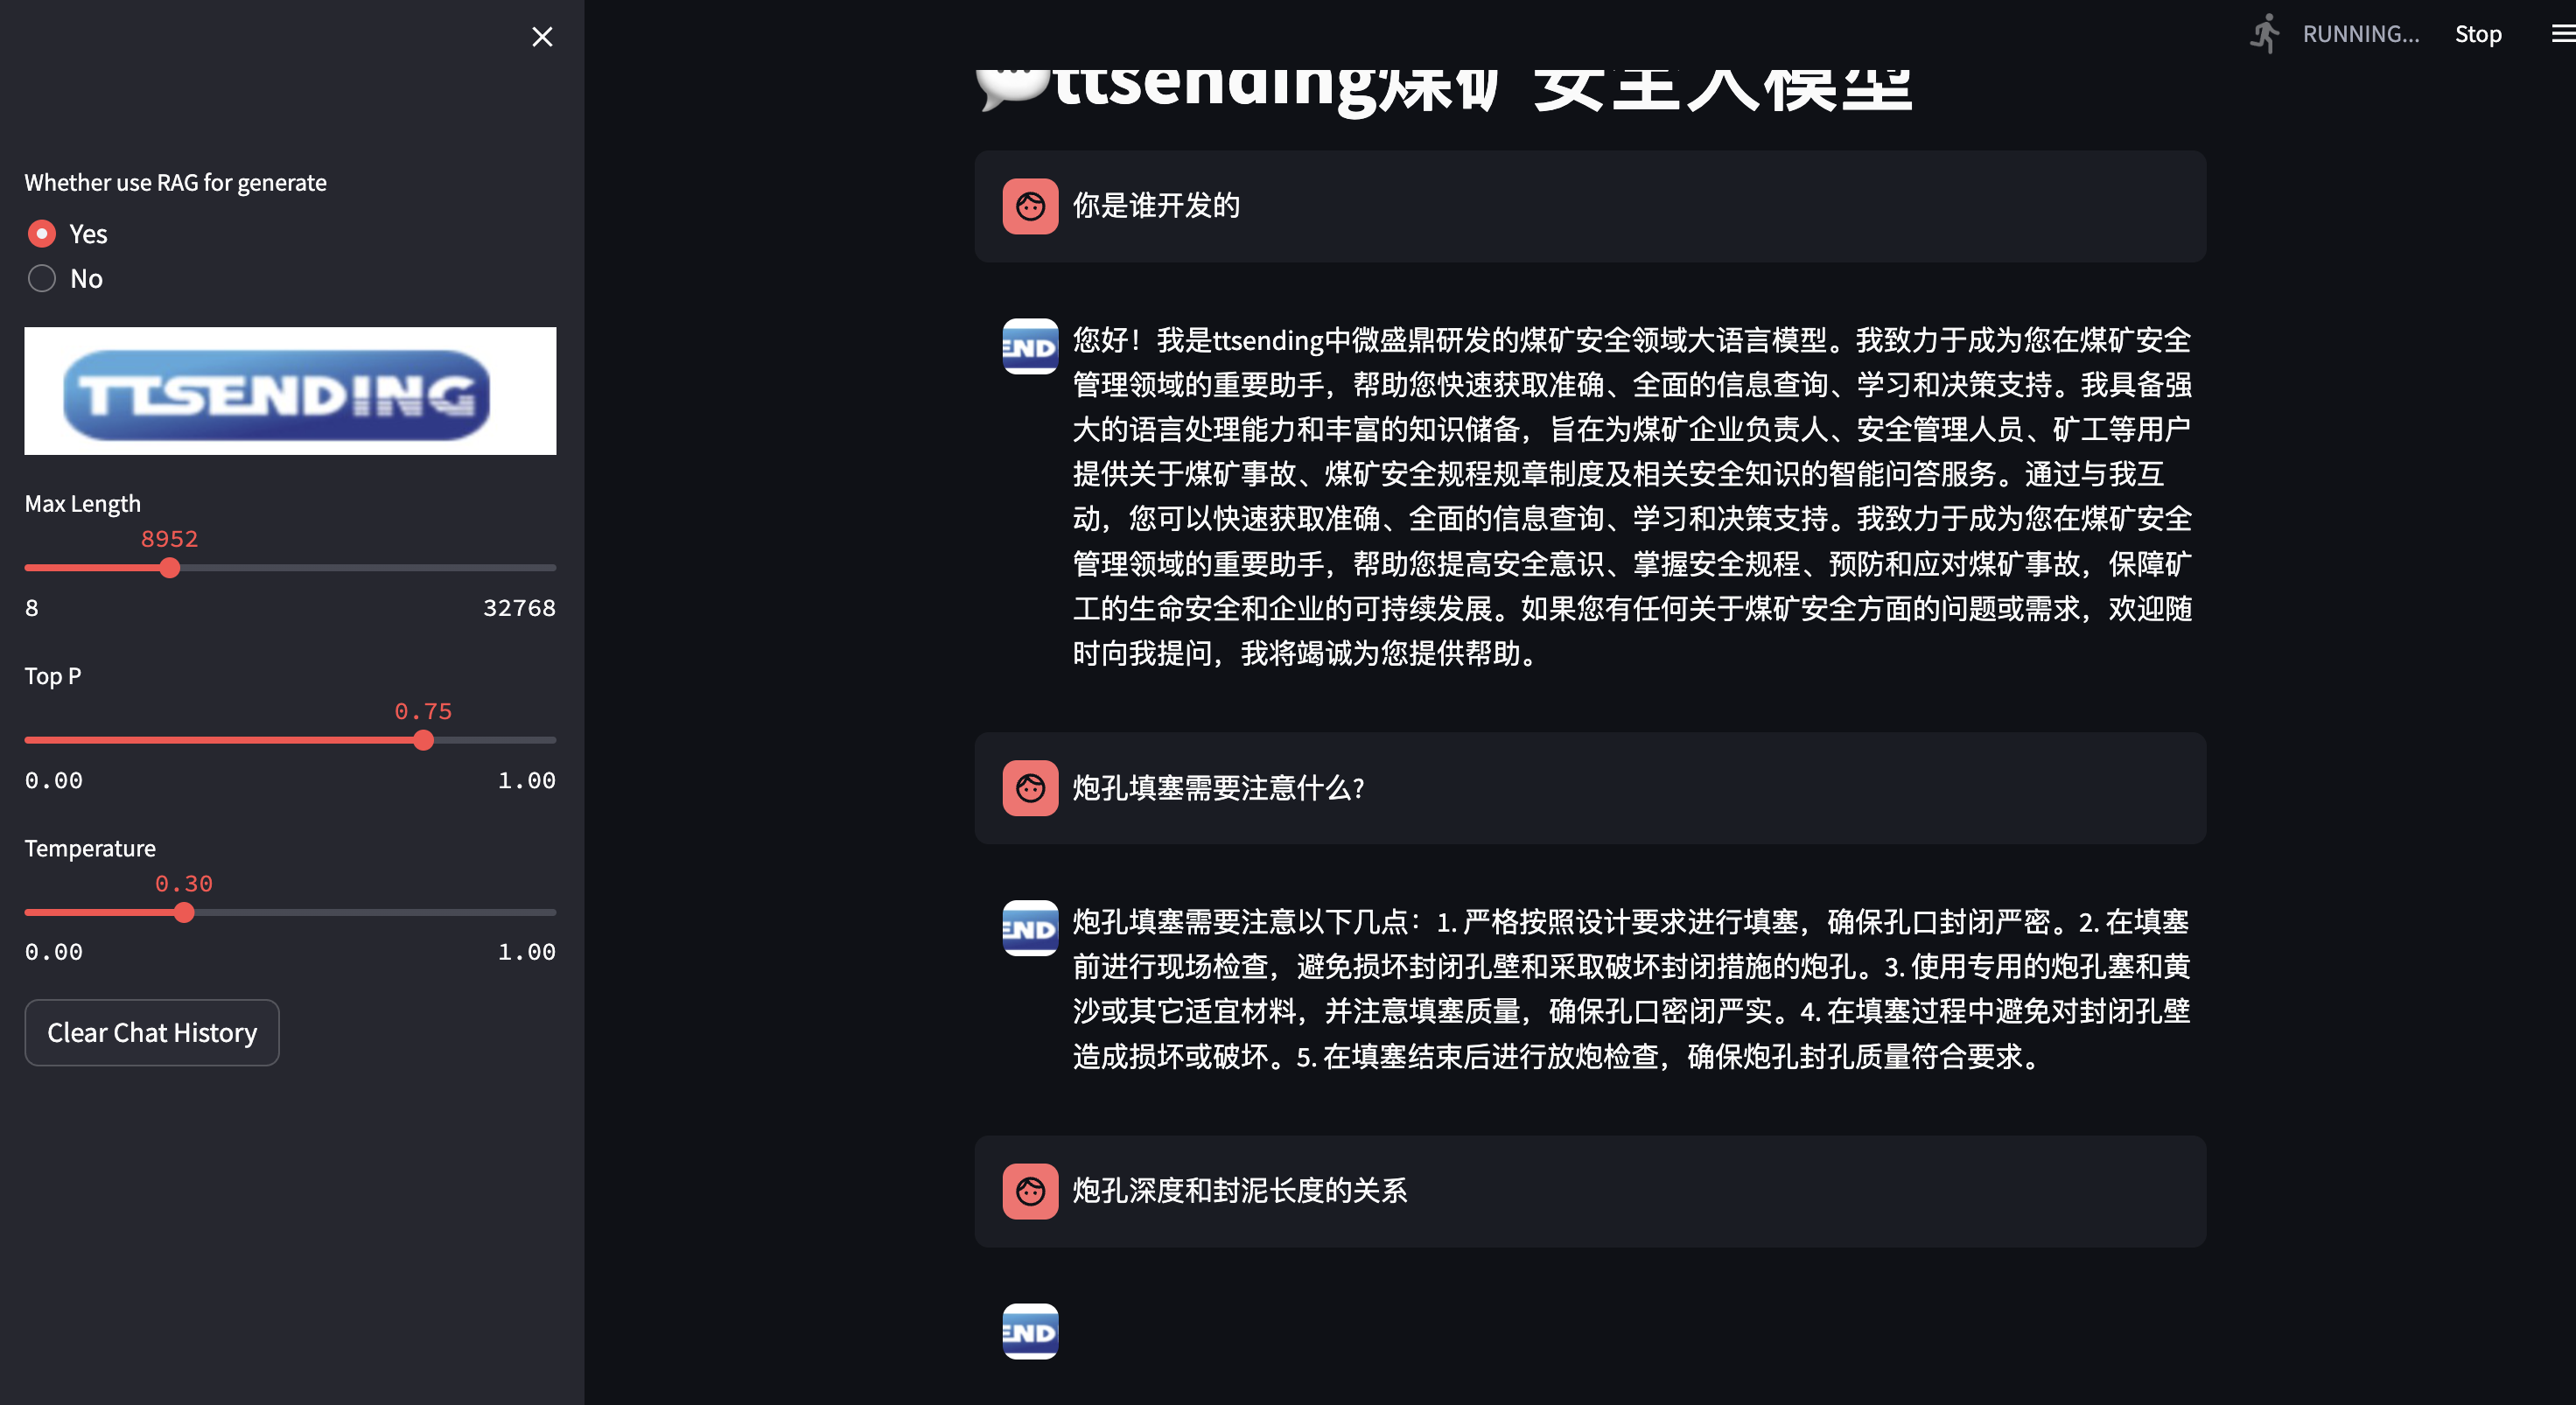 RUNNING...
Stop
Whether use RAG for generate
Yes
No
TTSENDING
Max Length
8952
8
32768
Top P
0.75
0.00
1.00
Temperature
0.30
0.00
1.00
Clear Chat History
ttsending煤矿 安全大模型
你是谁开发的
END
您好！我是ttsending中微盛鼎研发的煤矿安全领域大语言模型。我致力于成为您在煤矿安全
管理领域的重要助手，帮助您快速获取准确、全面的信息查询、学习和决策支持。我具备强
大的语言处理能力和丰富的知识储备，旨在为煤矿企业负责人、安全管理人员、矿工等用户
提供关于煤矿事故、煤矿安全规程规章制度及相关安全知识的智能问答服务。通过与我互
动，您可以快速获取准确、全面的信息查询、学习和决策支持。我致力于成为您在煤矿安全
管理领域的重要助手，帮助您提高安全意识、掌握安全规程、预防和应对煤矿事故，保障矿
工的生命安全和企业的可持续发展。如果您有任何关于煤矿安全方面的问题或需求，欢迎随
时向我提问，我将竭诚为您提供帮助。
炮孔填塞需要注意什么?
END
炮孔填塞需要注意以下几点：1. 严格按照设计要求进行填塞，确保孔口封闭严密。2. 在填塞
前进行现场检查，避免损坏封闭孔壁和采取破坏封闭措施的炮孔。3. 使用专用的炮孔塞和黄
沙或其它适宜材料，并注意填塞质量，确保孔口密闭严实。4. 在填塞过程中避免对封闭孔壁
造成损坏或破坏。5. 在填塞结束后进行放炮检查，确保炮孔封孔质量符合要求。
炮孔深度和封泥长度的关系
END